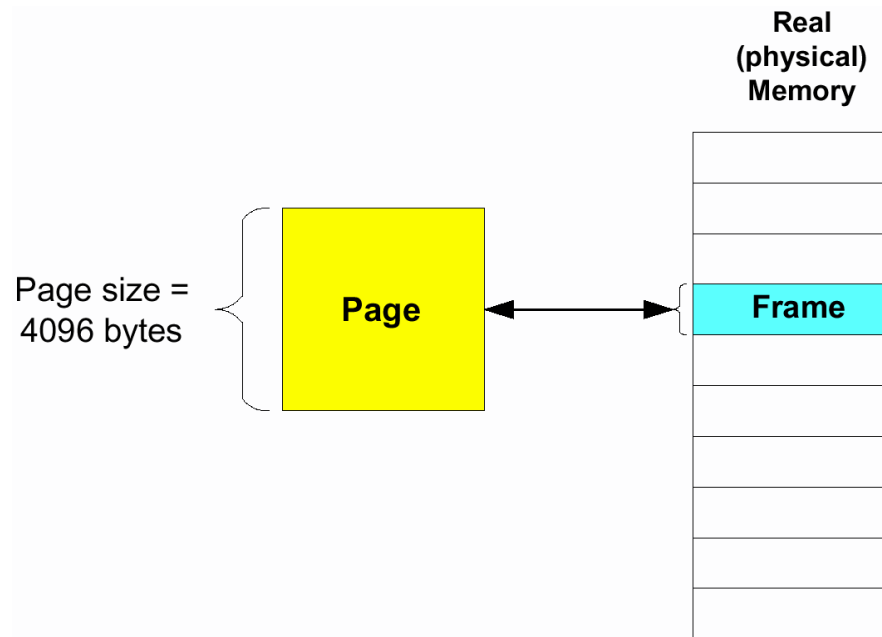 Real
(physical)
Memory
Page size =
4096 bytes
Page
Frame